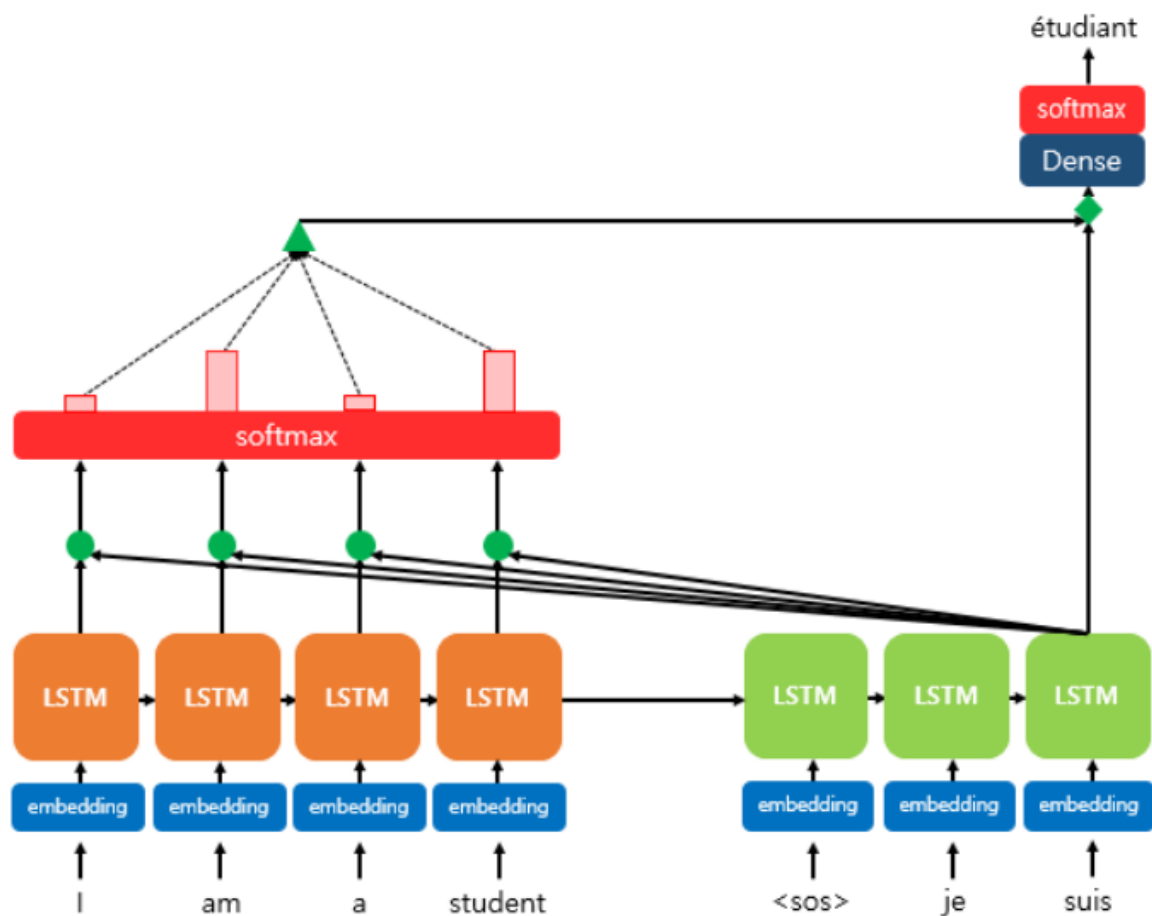 étudiant
softmax
Dense
softmax
LSTM LSTM LSTM LSTM LSTM LSTM LSTM
embedding embedding embedding embedding embedding embedding embedding
I am a student <sos> je suis